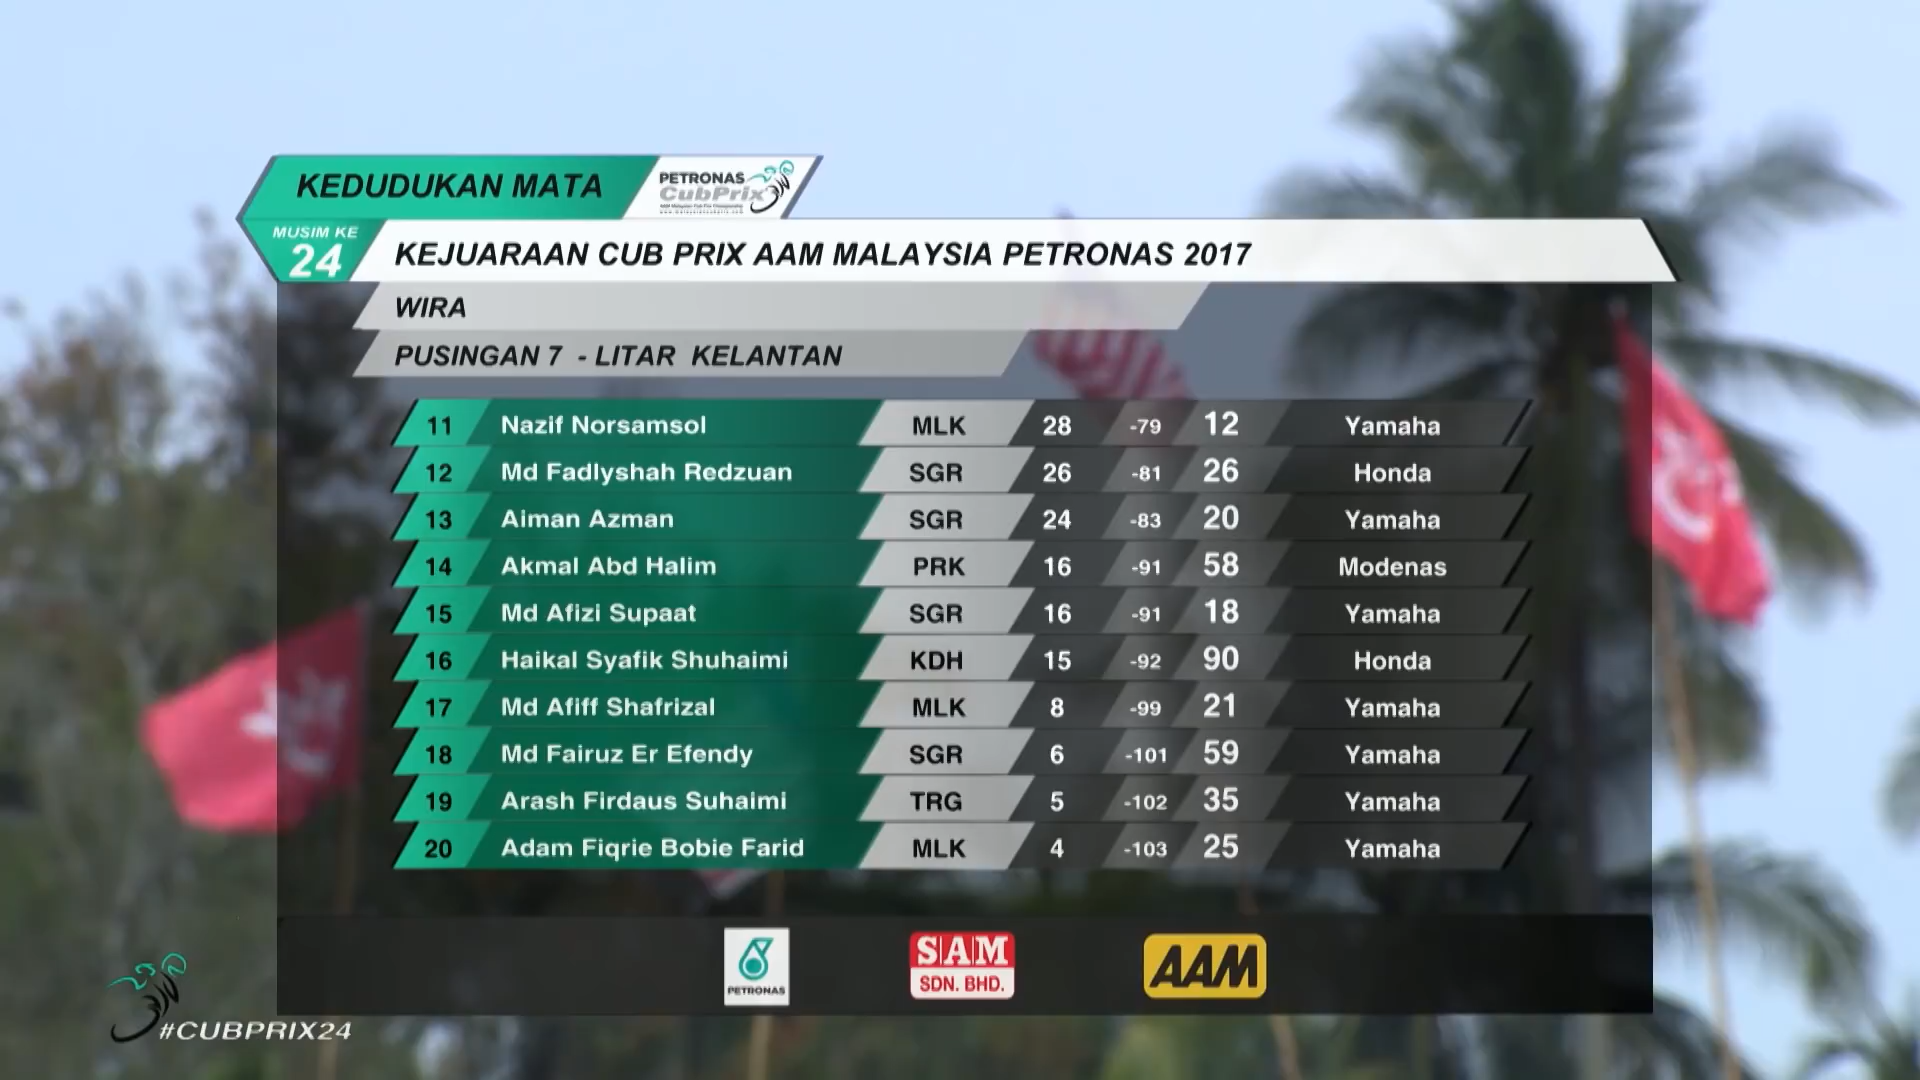 KEDUDUKAN MATA
PETRONAS
CubPrix
MUSIM KE
24
KEJUARAAN CUB PRIX AAM MALAYSIA PETRONAS 2017
WIRA
PUSINGAN 7 - LITAR KELANTAN
11 Nazif Norsamsol MLK 28 -79 12 Yamaha
12 Md Fadlyshah Redzuan SGR 26 -81 26 Honda
13 Aiman Azman SGR 24 -83 20 Yamaha
14 Akmal Abd Halim PRK 16 -91 58 Modenas
15 Md Afizi Supaat SGR 16 -91 18 Yamaha
16 Haikal Syafik Shuhaimi KDH 15 -92 90 Honda
17 Md Afiff Shafrizal MLK 8 -99 21 Yamaha
18 Md Fairuz Er Efendy SGR 6 -101 59 Yamaha
19 Arash Firdaus Suhaimi TRG 5 -102 35 Yamaha
20 Adam Fiqrie Bobie Farid MLK 4 -103 25 Yamaha
PETRONAS
SAM
SDN. BHD.
AAM
#CUBPRIX24